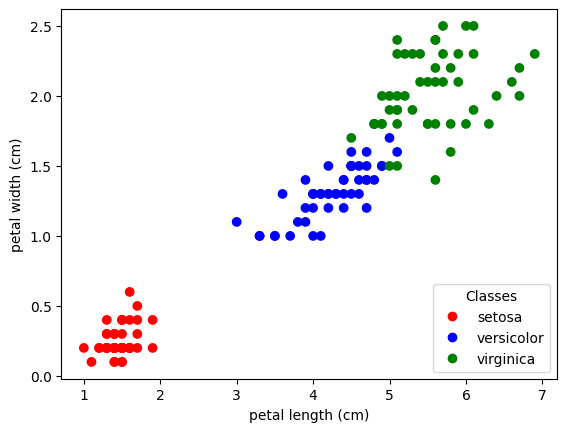 2.5
2.0
1.5
1.0
0.5
0.0
petal width (cm)
Classes
setosa
versicolor
virginica
1 2 3 4 5 6 7
petal length (cm)